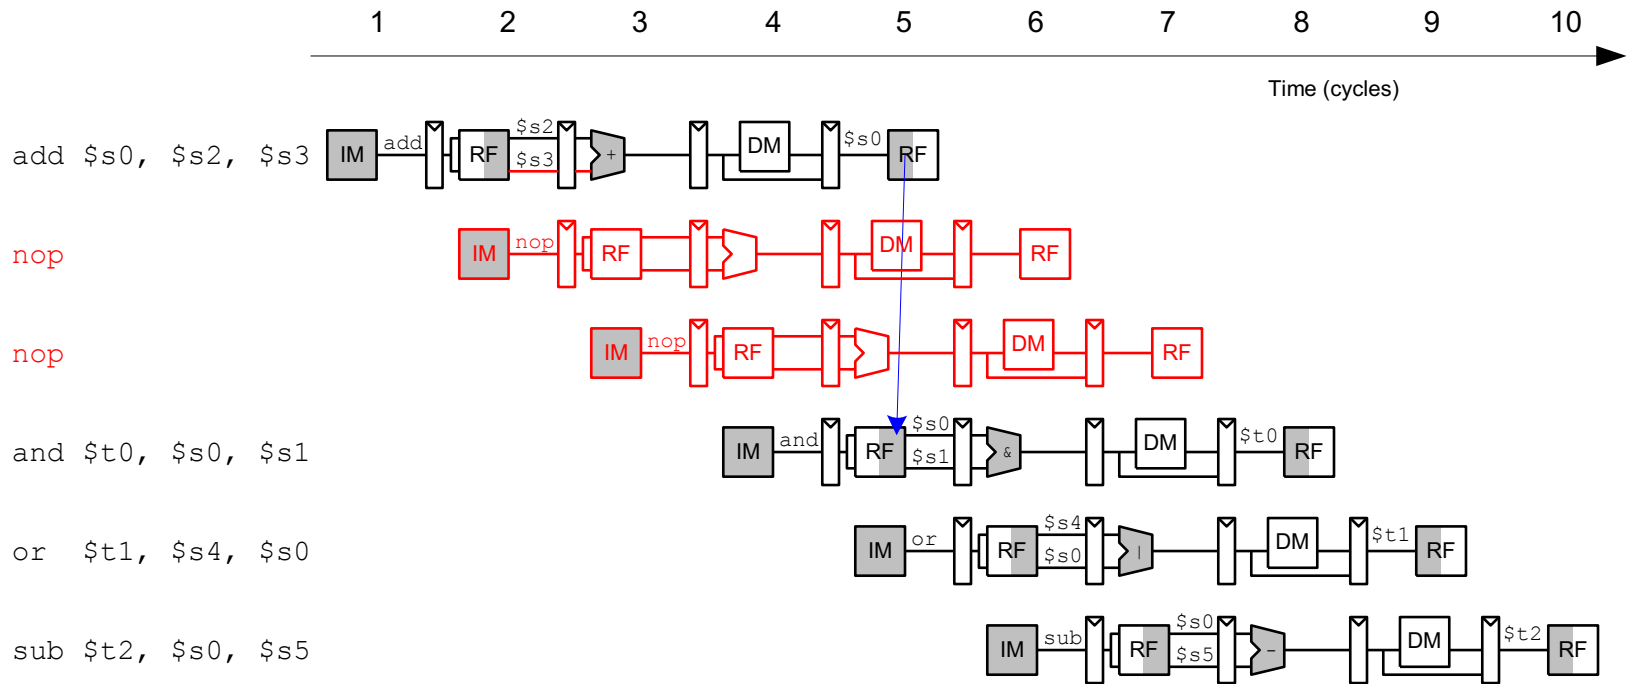 1 2 3 4 5 6 7 8 9 10
Time (cycles)
add $s0, $s2, $s3 IM add RF $s2 $s3 + DM $s0 RF
nop IM nop RF DM RF
nop IM nop RF DM RF
and $t0, $s0, $s1 IM and RF $s0 $s1 & DM $t0 RF
or $t1, $s4, $s0 IM or RF $s4 $s0 | DM $t1 RF
sub $t2, $s0, $s5 IM sub RF $s0 $s5 - DM $t2 RF